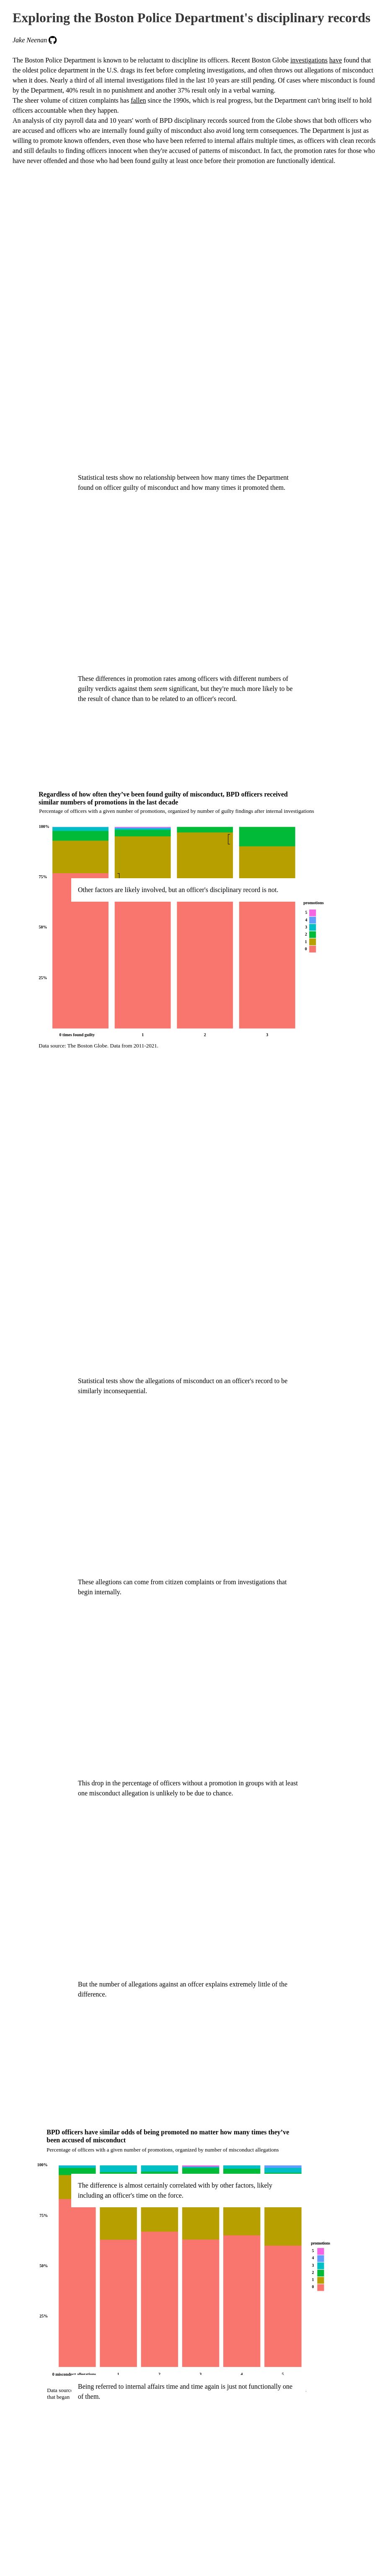 Exploring the Boston Police Department's disciplinary records
Jake Neenan
The Boston Police Department is known to be reluctant to discipline its officers. Recent Boston Globe investigations have found that
the oldest police department in the U.S. drags its feet before completing investigations, and often throws out allegations of misconduct
when it does. Nearly a third of all internal investigations filed in the last 10 years are still pending. Of cases where misconduct is found
by the Department, 40% result in no punishment and another 37% result only in a verbal warning.
The sheer volume of citizen complaints has fallen since the 1990s, which is real progress, but the Department can't bring itself to hold
officers accountable when they happen.
An analysis of city payroll data and 10 years' worth of BPD disciplinary records sourced from the Globe shows that both officers who
are accused and officers who are internally found guilty of misconduct also avoid long term consequences. The Department is just as
willing to promote known offenders, even those who have been referred to internal affairs multiple times, as officers with clean records
and still defaults to finding officers innocent when they're accused of patterns of misconduct. In fact, the promotion rates for those who
have never offended and those who had been found guilty at least once before their promotion are functionally identical.
Statistical tests show no relationship between how many times the Department
found on officer guilty of misconduct and how many times it promoted them.
These differences in promotion rates among officers with different numbers of
guilty verdicts against them seem significant, but they're much more likely to be
the result of chance than to be related to an officer's record.
Regardless of how often they've been found guilty of misconduct, BPD officers received
similar numbers of promotions in the last decade
Percentage of officers with a given number of promotions, organized by number of guilty findings after internal investigations
100%
75%
Other factors are likely involved, but an officer's disciplinary record is not.
50%
25%
promotions
5
4
3
2
1
0
0 times found guilty 1 2 3
Data source: The Boston Globe. Data from 2011-2021.
Statistical tests show the allegations of misconduct on an officer's record to be
similarly inconsequential.
These allegtions can come from citizen complaints or from investigations that
begin internally.
This drop in the percentage of officers without a promotion in groups with at least
one misconduct allegation is unlikely to be due to chance.
But the number of allegations against an offcer explains extremely little of the
difference.
BPD officers have similar odds of being promoted no matter how many times they've
been accused of misconduct
Percentage of officers with a given number of promotions, organized by number of misconduct allegations
100%
The difference is almost certainly correlated with by other factors, likely
including an officer's time on the force.
75%
50%
25%
promotions
5
4
3
2
1
0
0 misconduct allegations 1 2 3 4 5
Data source
that began
Being referred to internal affairs time and time again is just not functionally one
of them.